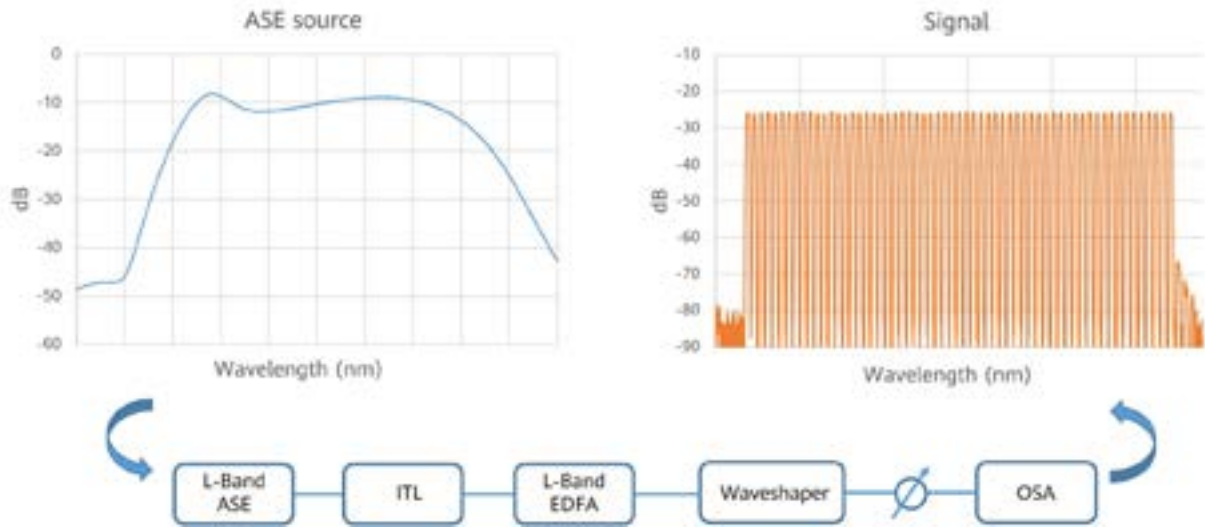 ASE source
0
-10
-20
-30
-40
-50
-60
dB
Wavelength (nm)
Signal
-10
-20
-30
-40
-50
-60
-70
-80
-90
dB
Wavelength (nm)
L-Band
ASE
ITL
L-Band
EDFA
Waveshaper
OSA